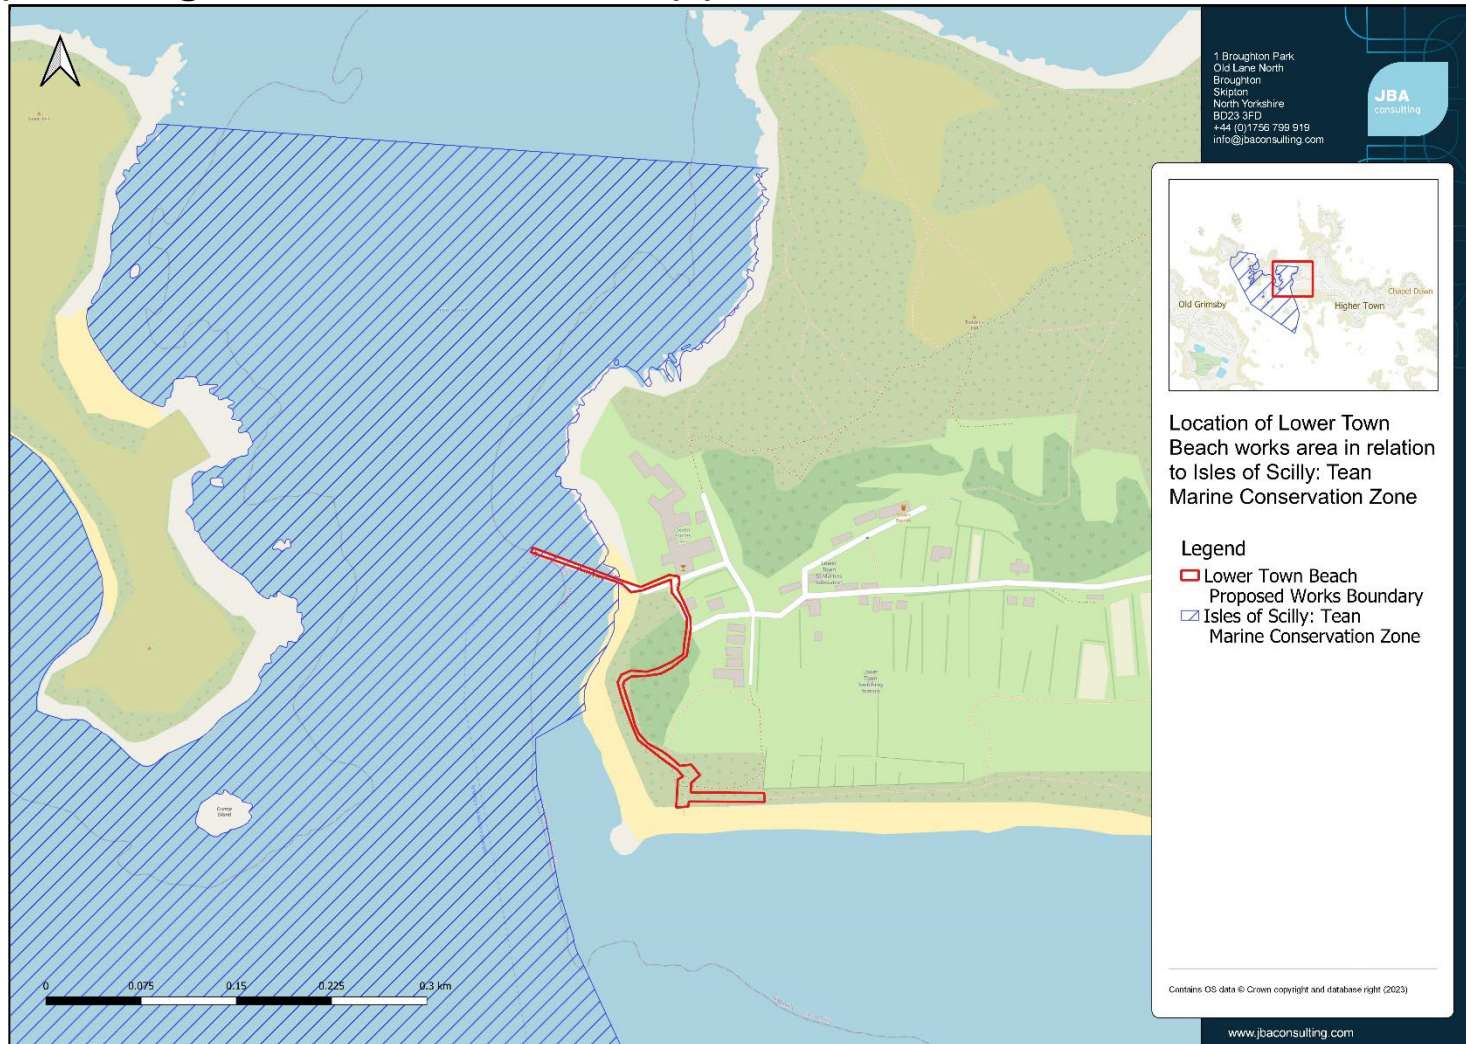 1 Broughton Park
Old Lane North
Broughton
Skipton
North Yorkshire
BD23 3FD
+44 (0)1756 799 919
info@jbaconsulting.com
JBA
consulting
Old Grimsby
Higher Town
Chapel Down
Location of Lower Town
Beach works area in relation
to Isles of Scilly: Tean
Marine Conservation Zone
Legend
Lower Town Beach
Proposed Works Boundary
Isles of Scilly: Tean
Marine Conservation Zone
Lower
Town
0
0.075
0.15
0.225
0.3 km
Contains OS data © Crown copyright and database right (2023)
www.jbaconsulting.com